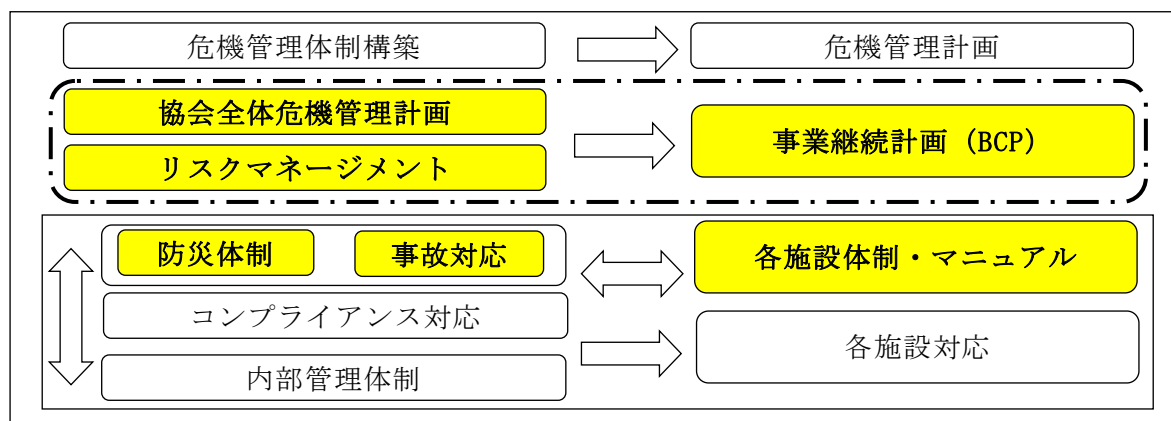 危機管理体制構築
危機管理計画
協会全体危機管理計画
リスクマネージメント
事業継続計画（BCP）
防災体制
事故対応
各施設体制・マニュアル
コンプライアンス対応
内部管理体制
各施設対応